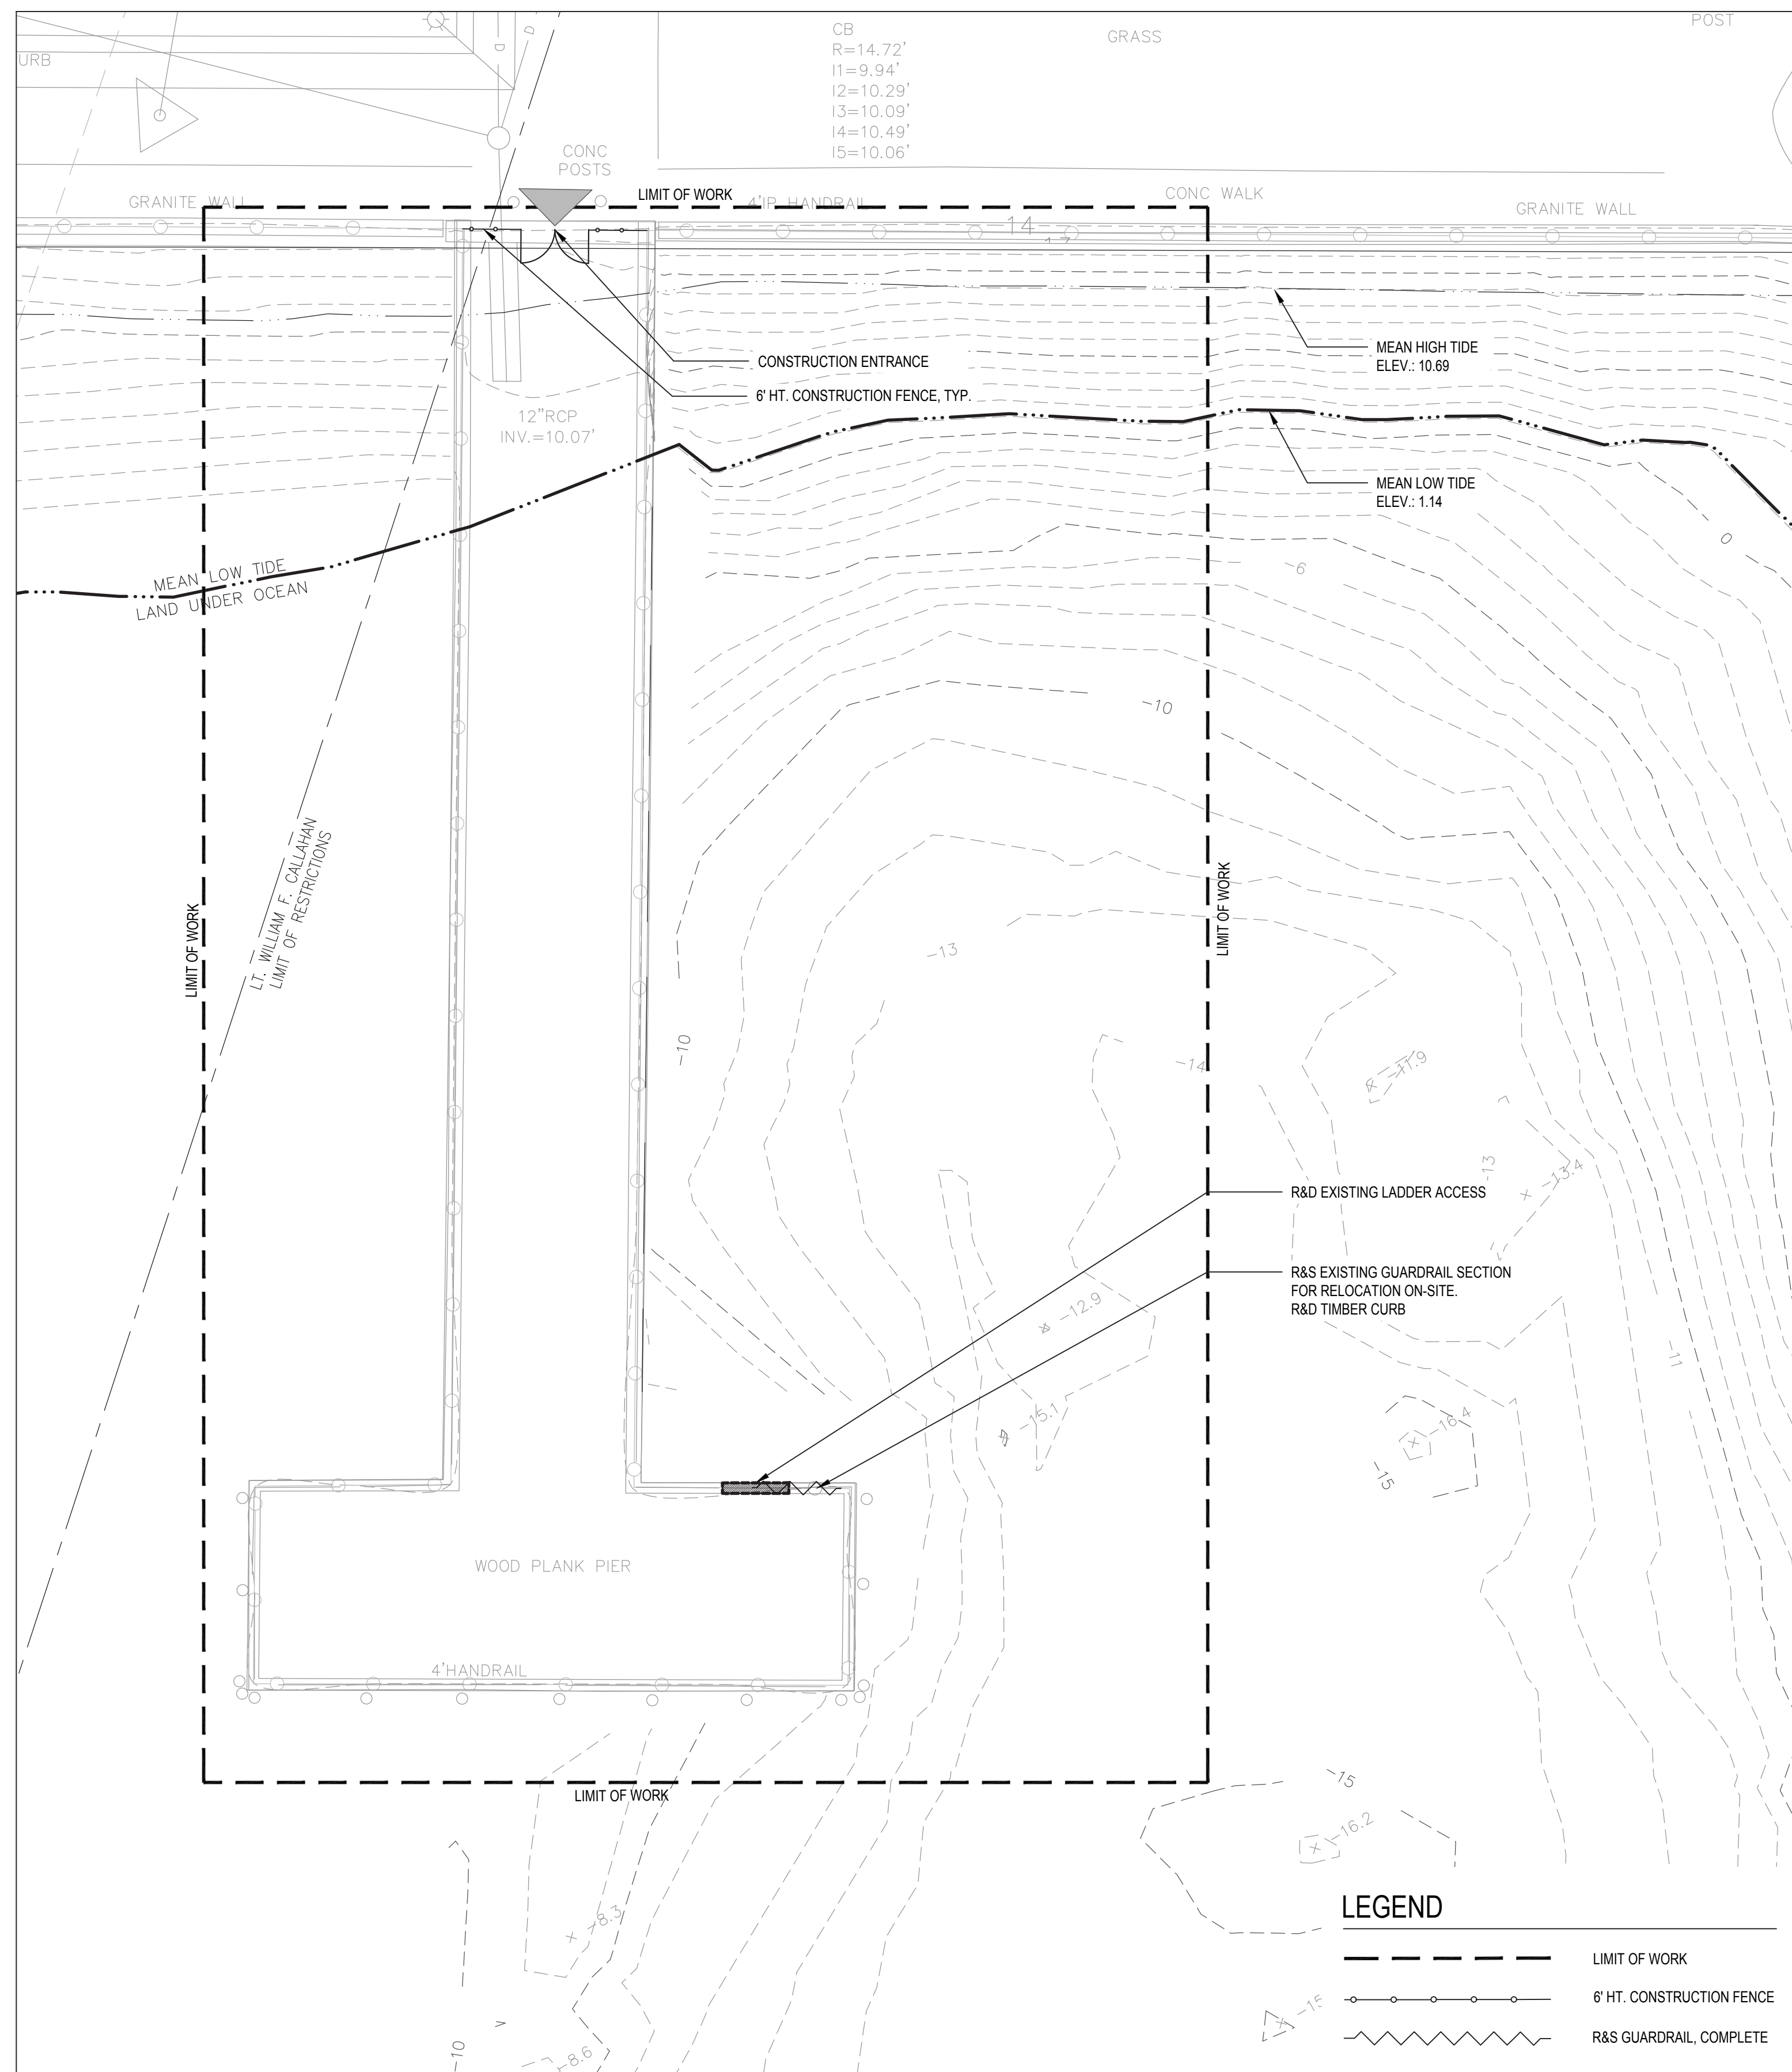 POST
CB
GRASS
R=14.72'
URB
I1=9.94'
I2=10.29'
I3=10.09'
I4=10.49'
I5=10.06'
D
D
CONC
POSTS
LIMIT OF WORK
CONC WALK
GRANITE WALL
4'IP HANDRAIL
GRANITE WALL
14
MEAN HIGH TIDE
ELEV.: 10.69
CONSTRUCTION ENTRANCE
6' HT. CONSTRUCTION FENCE, TYP.
12"RCP
INV.=10.07'
MEAN LOW TIDE
ELEV.: 1.14
0
MEAN LOW TIDE
LAND UNDER OCEAN
-6
-10
LT. WILLIAM F. CALLAHAN
LIMIT OF RESTRICTIONS
LIMIT OF WORK
LIMIT OF WORK
-13
-10
-14
-11.9
-13
-13.4
R&D EXISTING LADDER ACCESS
R&S EXISTING GUARDRAIL SECTION
FOR RELOCATION ON-SITE.
R&D TIMBER CURB
-12.9
-11
-15.1
-16.4
-15
WOOD PLANK PIER
4'HANDRAIL
LIMIT OF WORK
-15
-16.2
-8.3
LEGEND
LIMIT OF WORK
6' HT. CONSTRUCTION FENCE
-15
R&S GUARDRAIL, COMPLETE
-10
-8.6